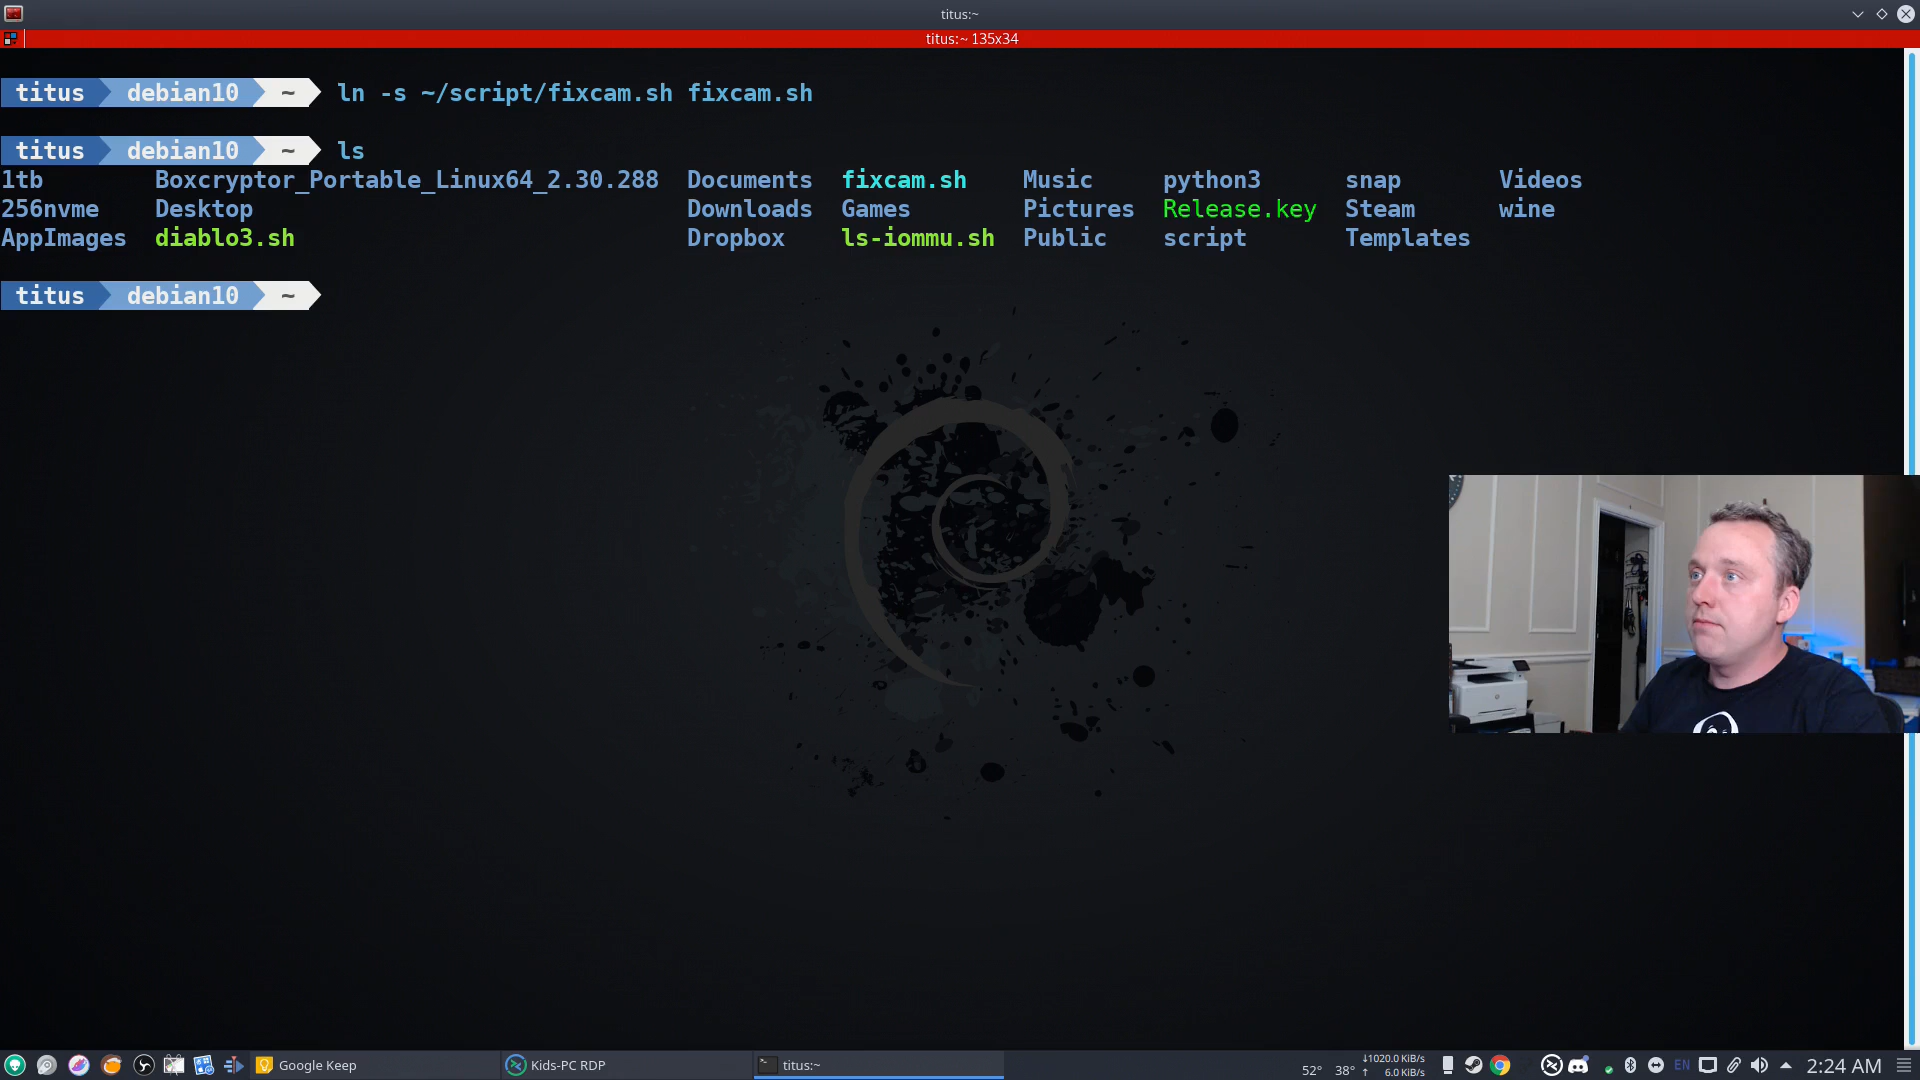 titus:~
titus:~ 135x34
titus debian10 ~ ln -s ~/script/fixcam.sh fixcam.sh
titus debian10 ~ ls
1tb Boxcryptor_Portable_Linux64_2.30.288 Documents fixcam.sh Music python3 snap Videos
256nvme Desktop Downloads Games Pictures Release.key Steam wine
AppImages diablo3.sh Dropbox ls-iommu.sh Public script Templates
titus debian10 ~
Google Keep
Kids-PC RDP
titus:~
52° 38°
↓1020.0 KiB/s
↑ 6.0 KiB/s
EN
2:24 AM